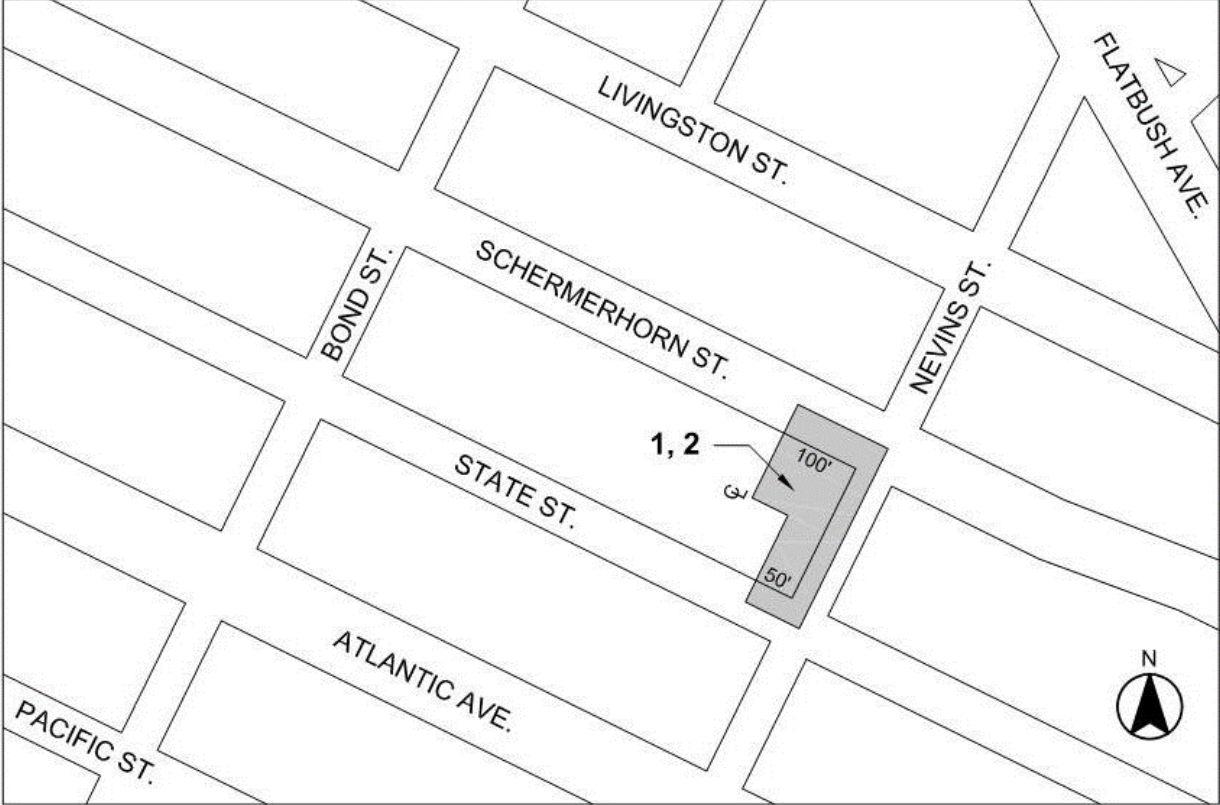 FLATBUSH AVE.
LIVINGSTON ST.
SCHERMERHORN ST.
BOND ST.
NEVINS ST.
1, 2
100'
CL
STATE ST.
50'
ATLANTIC AVE.
N
PACIFIC ST.